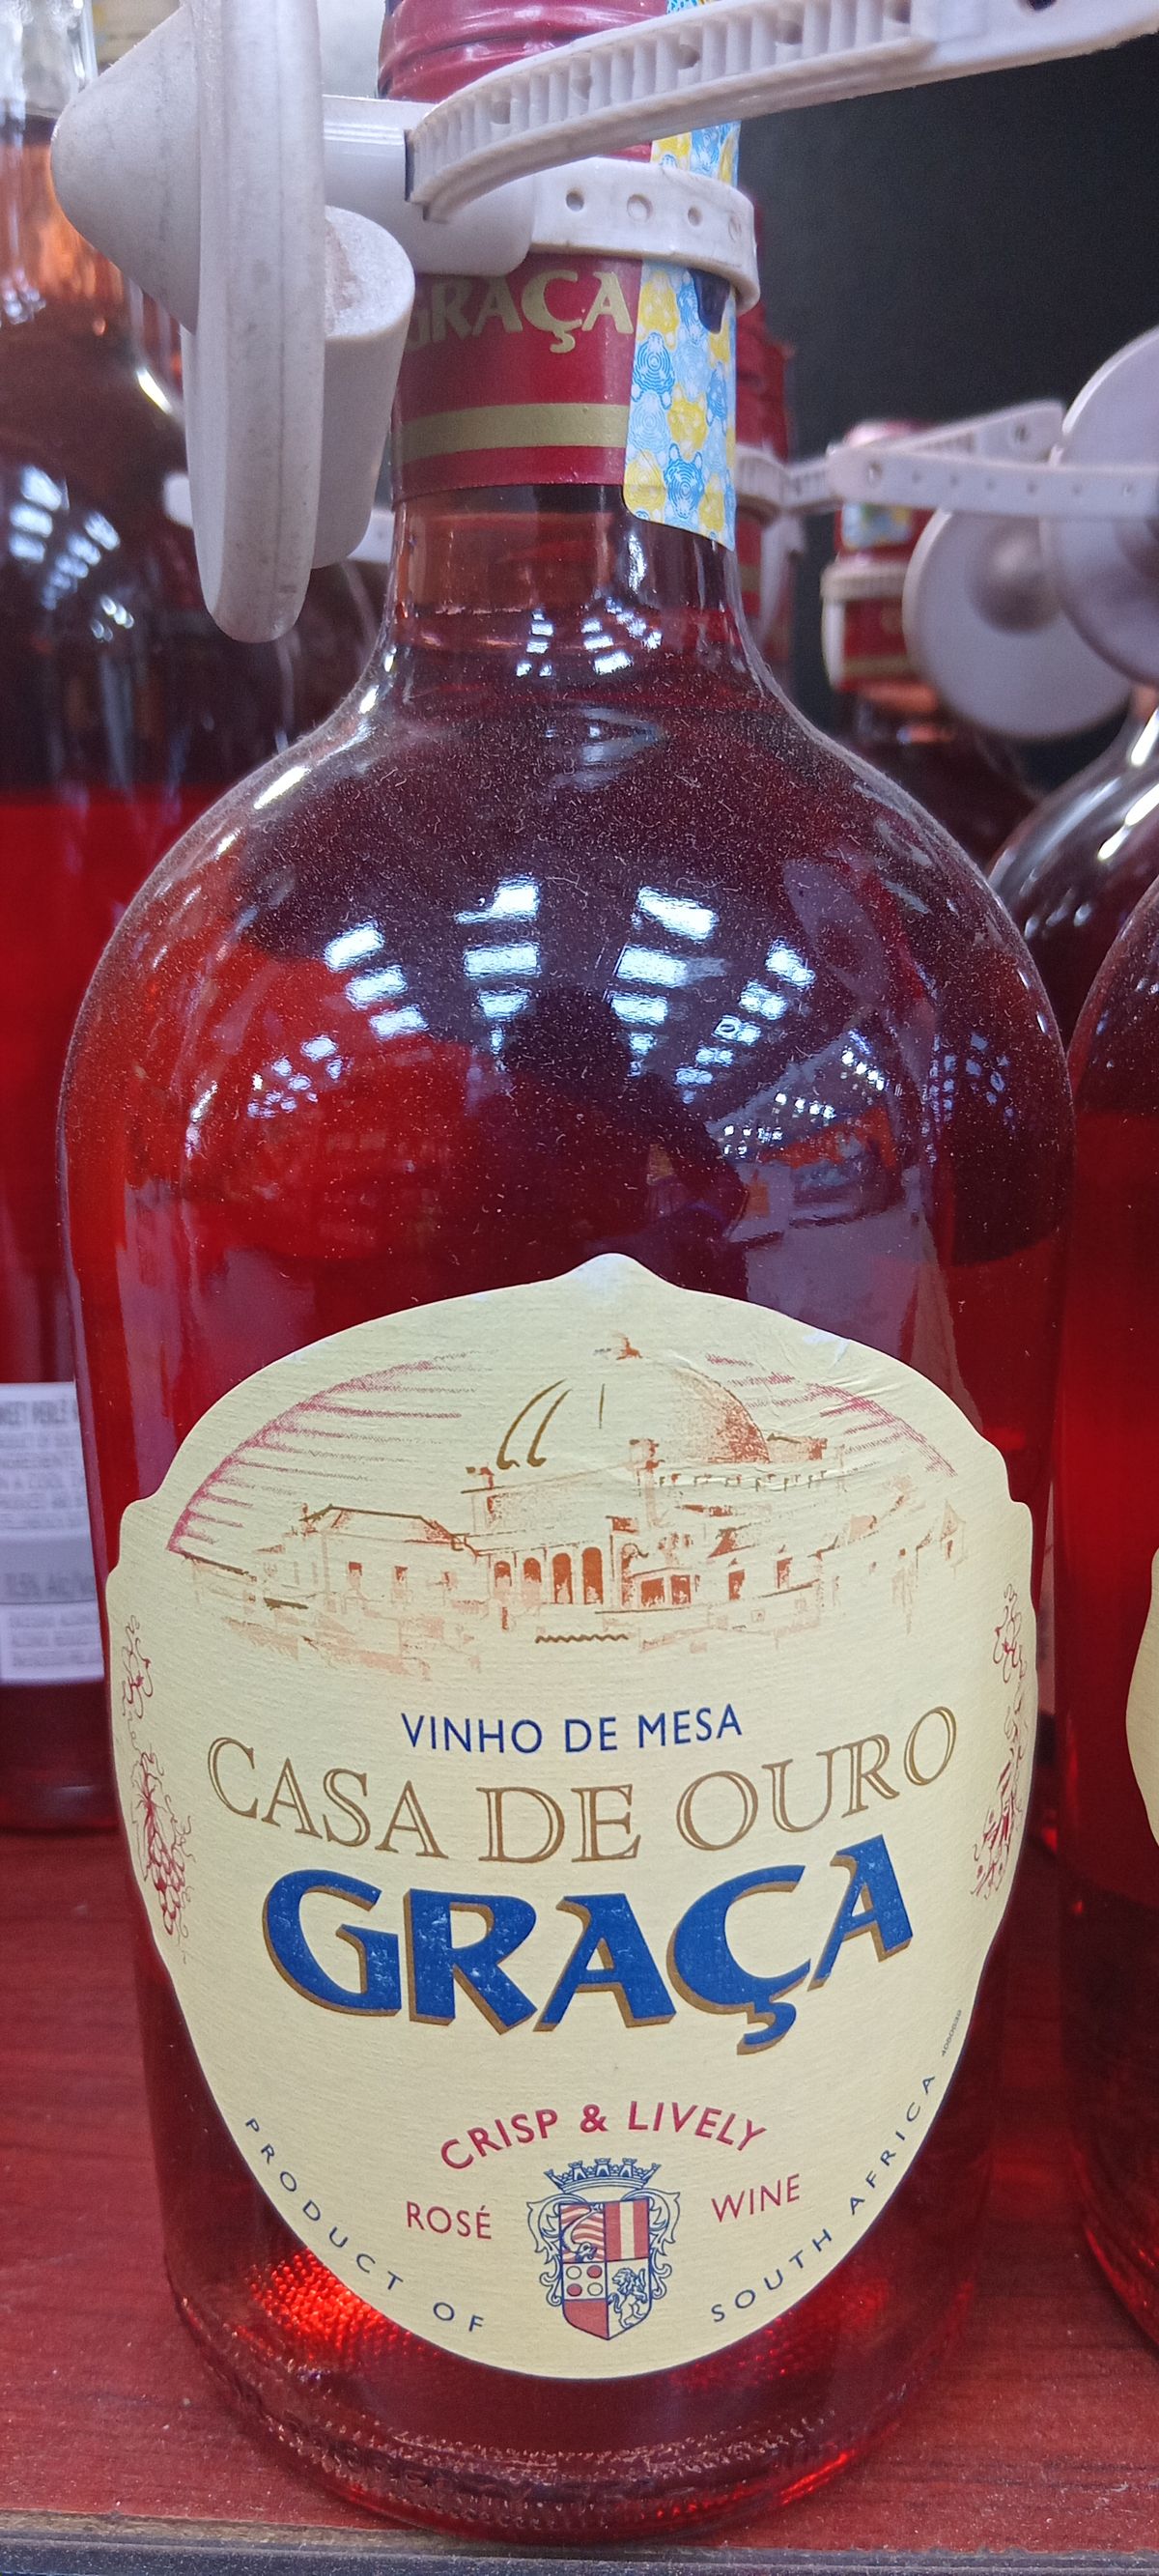 GRAÇA
VINHO DE MESA
CASA DE OURO
GRAÇA
CRISP & LIVELY
ROSÉ WINE
PRODUCT OF SOUTH AFRICA